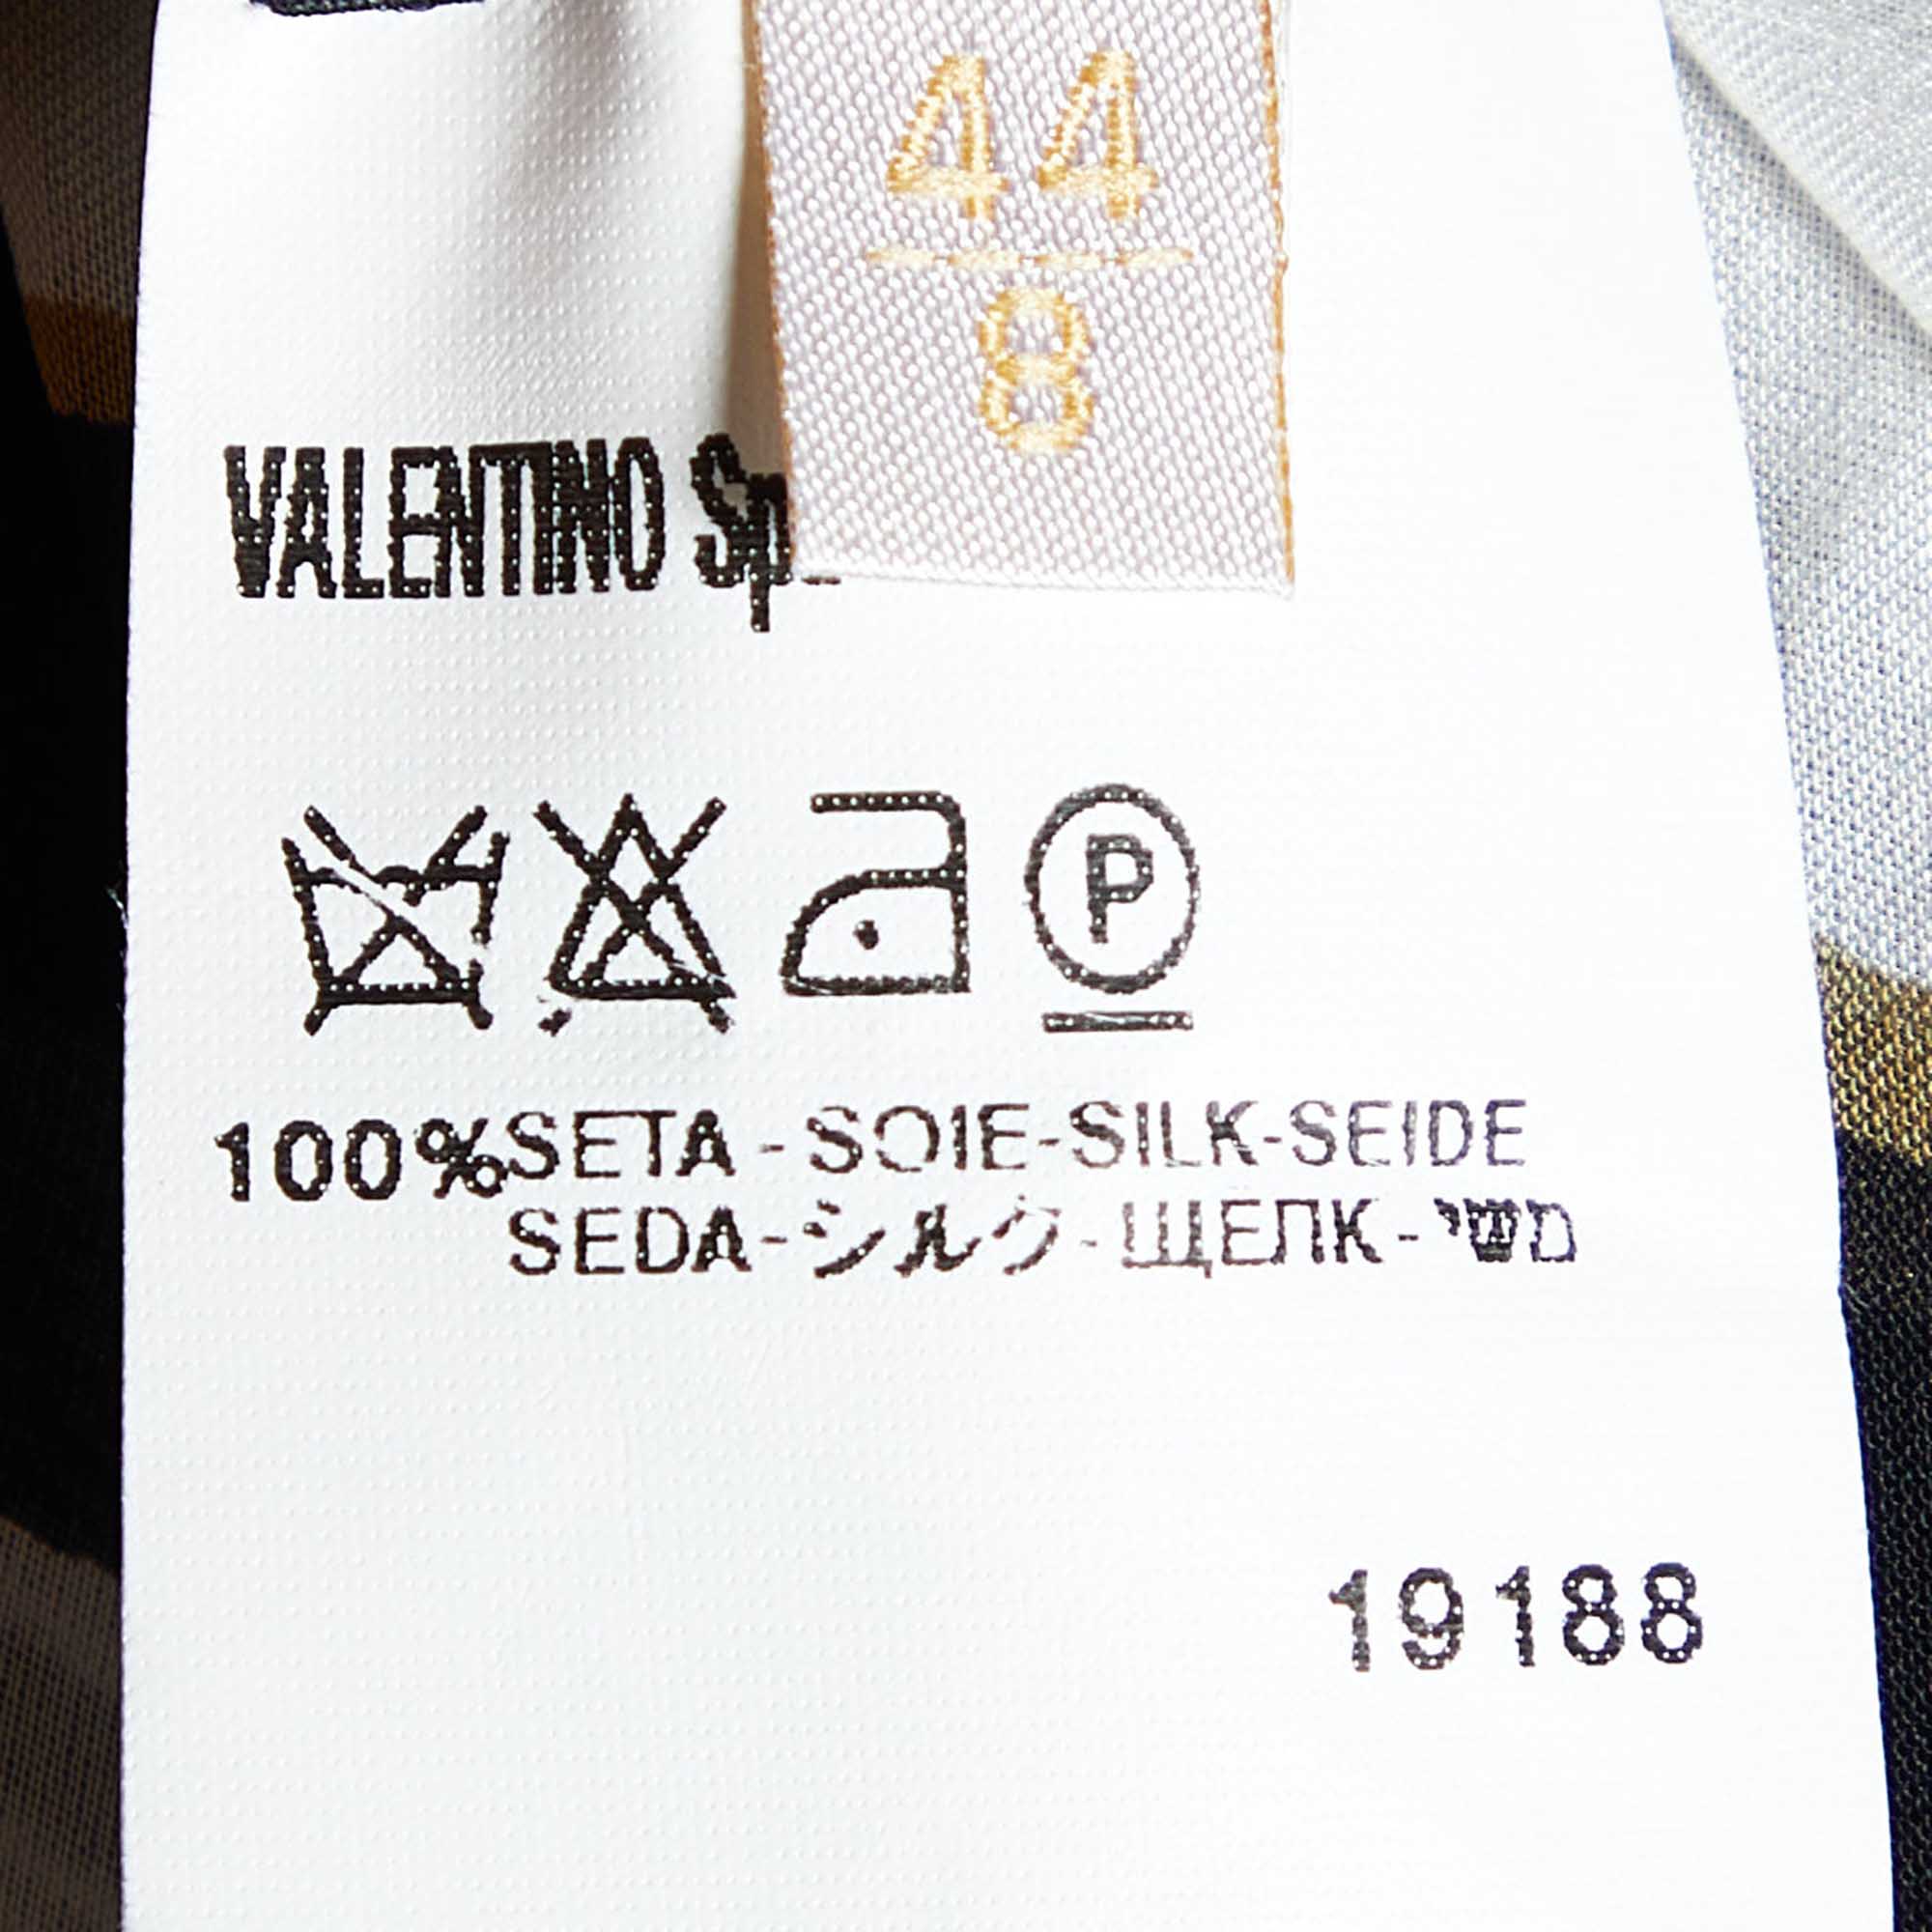 44
8
VALENTINO
P
100% SETA - SOIE-SILK-SEIDE
SEDA-シルク-ЩЕЛК-משי
19188